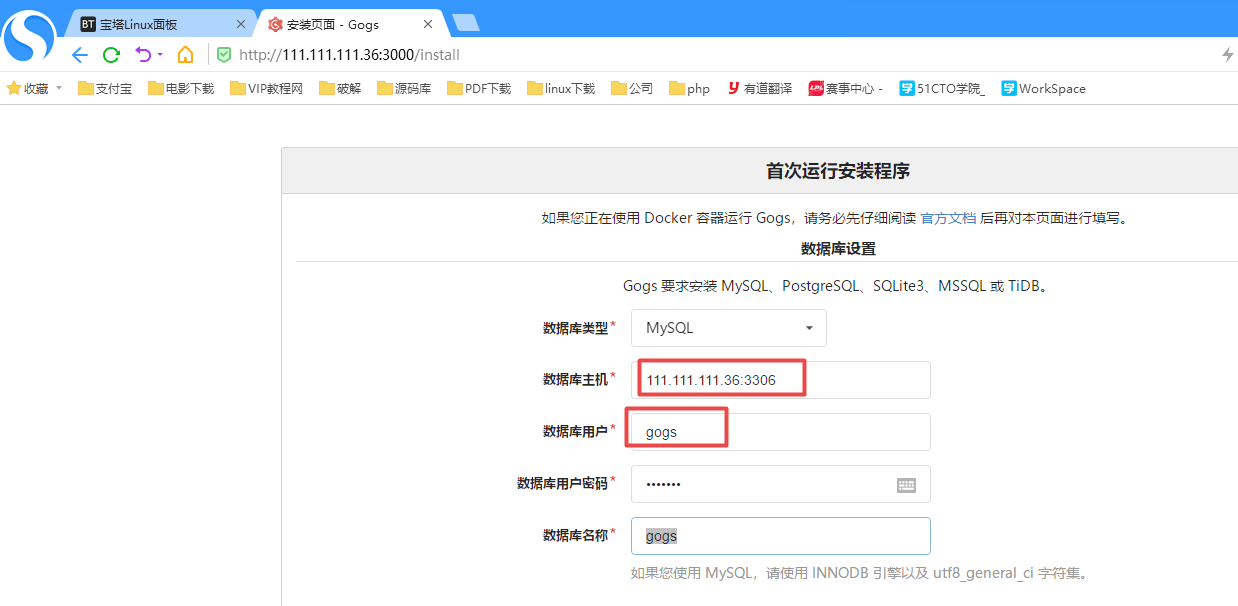 BT 宝塔Linux面板 安装页面 - Gogs
http://111.111.111.36:3000/install
收藏 支付宝 电影下载 VIP教程网 破解 源码库 PDF下载 linux下载 公司 php 有道翻译 LPL 赛事中心 - 学 51CTO学院_ 学 WorkSpace
首次运行安装程序
如果您正在使用 Docker 容器运行 Gogs，请务必先仔细阅读 官方文档 后再对本页面进行填写。
数据库设置
Gogs 要求安装 MySQL、PostgreSQL、SQLite3、MSSQL 或 TiDB。
数据库类型* MySQL
数据库主机* 111.111.111.36:3306
数据库用户* gogs
数据库用户密码* •••••••
数据库名称* gogs
如果您使用 MySQL，请使用 INNODB 引擎以及 utf8_general_ci 字符集。